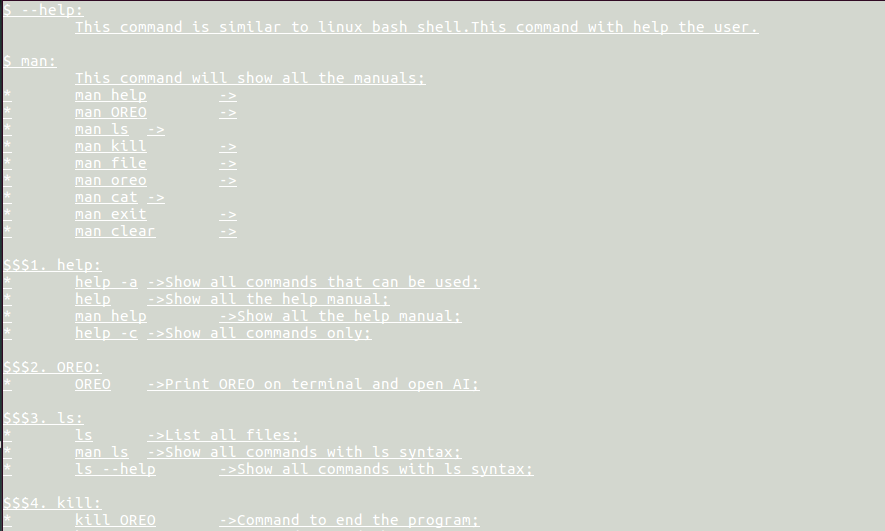 $ --help:
This command is similar to linux bash shell.This command with help the user.
$ man:
This command will show all the manuals;
* man help ->
* man OREO ->
* man ls ->
* man kill ->
* man file ->
* man oreo ->
* man cat ->
* man exit ->
* man clear ->
$$$1. help:
* help -a ->Show all commands that can be used;
* help ->Show all the help manual;
* man help ->Show all the help manual;
* help -c ->Show all commands only;
$$$2. OREO:
* OREO ->Print OREO on terminal and open AI;
$$$3. ls:
* ls ->List all files;
* man ls ->Show all commands with ls syntax;
* ls --help ->Show all commands with ls syntax;
$$$4. kill:
* kill OREO ->Command to end the program;